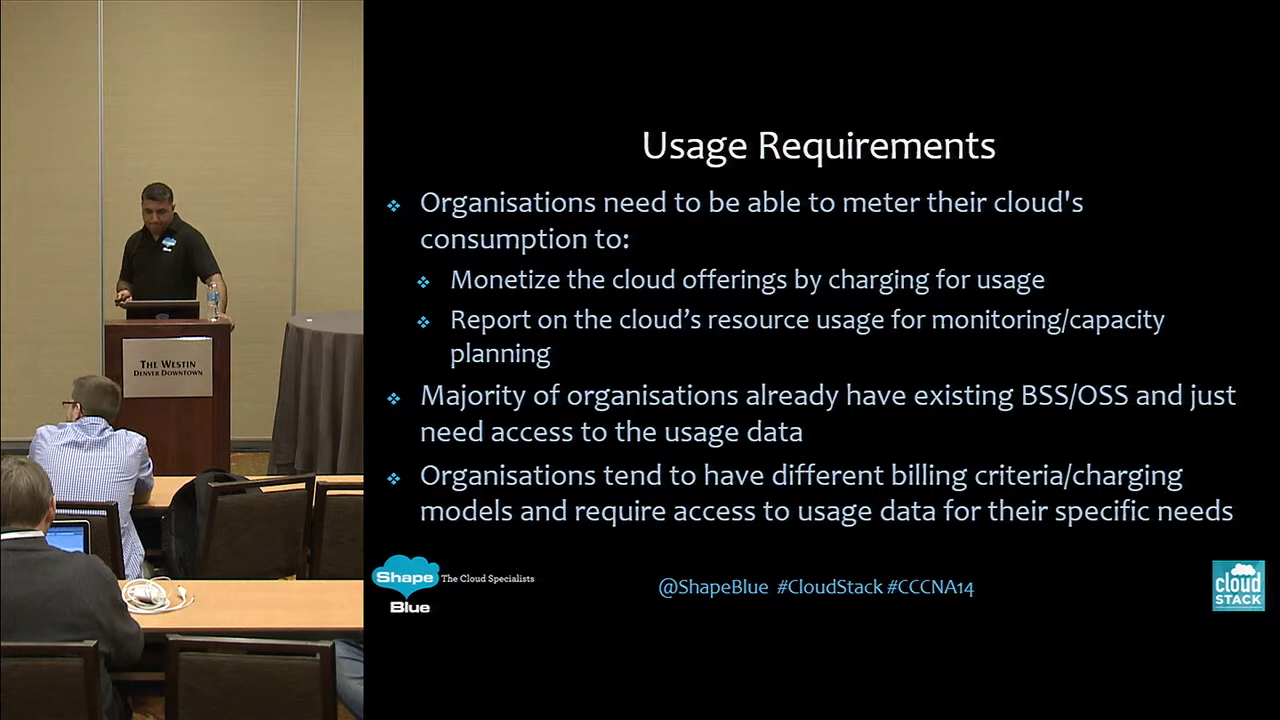 Usage Requirements
Organisations need to be able to meter their cloud's
consumption to:
Monetize the cloud offerings by charging for usage
Report on the cloud’s resource usage for monitoring/capacity
planning
Majority of organisations already have existing BSS/OSS and just
need access to the usage data
Organisations tend to have different billing criteria/charging
models and require access to usage data for their specific needs
THE WESTIN
DENVER DOWNTOWN
Shape
Blue
The Cloud Specialists
@ShapeBlue #CloudStack #CCCNA14
cloud
STACK